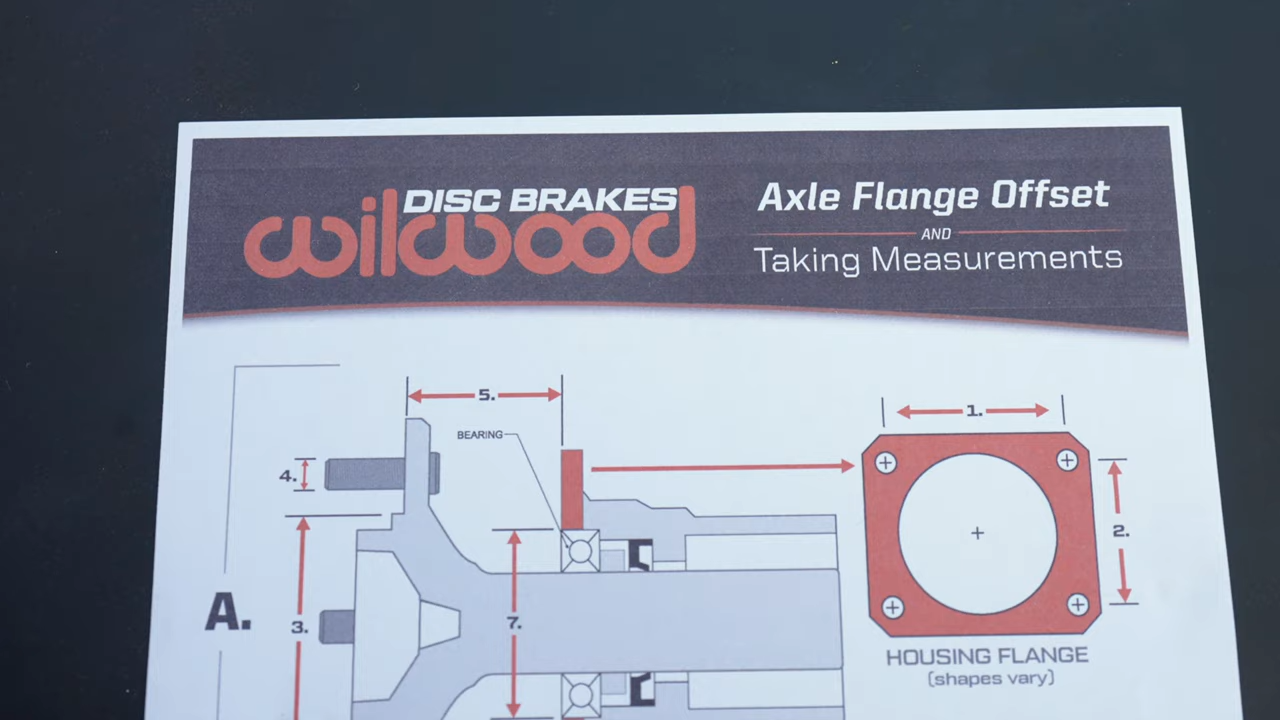 DISC BRAKES
wilwood
Axle Flange Offset
AND
Taking Measurements
5.
1.
BEARING
4.
2.
A.
3.
7.
HOUSING FLANGE
(shapes vary)